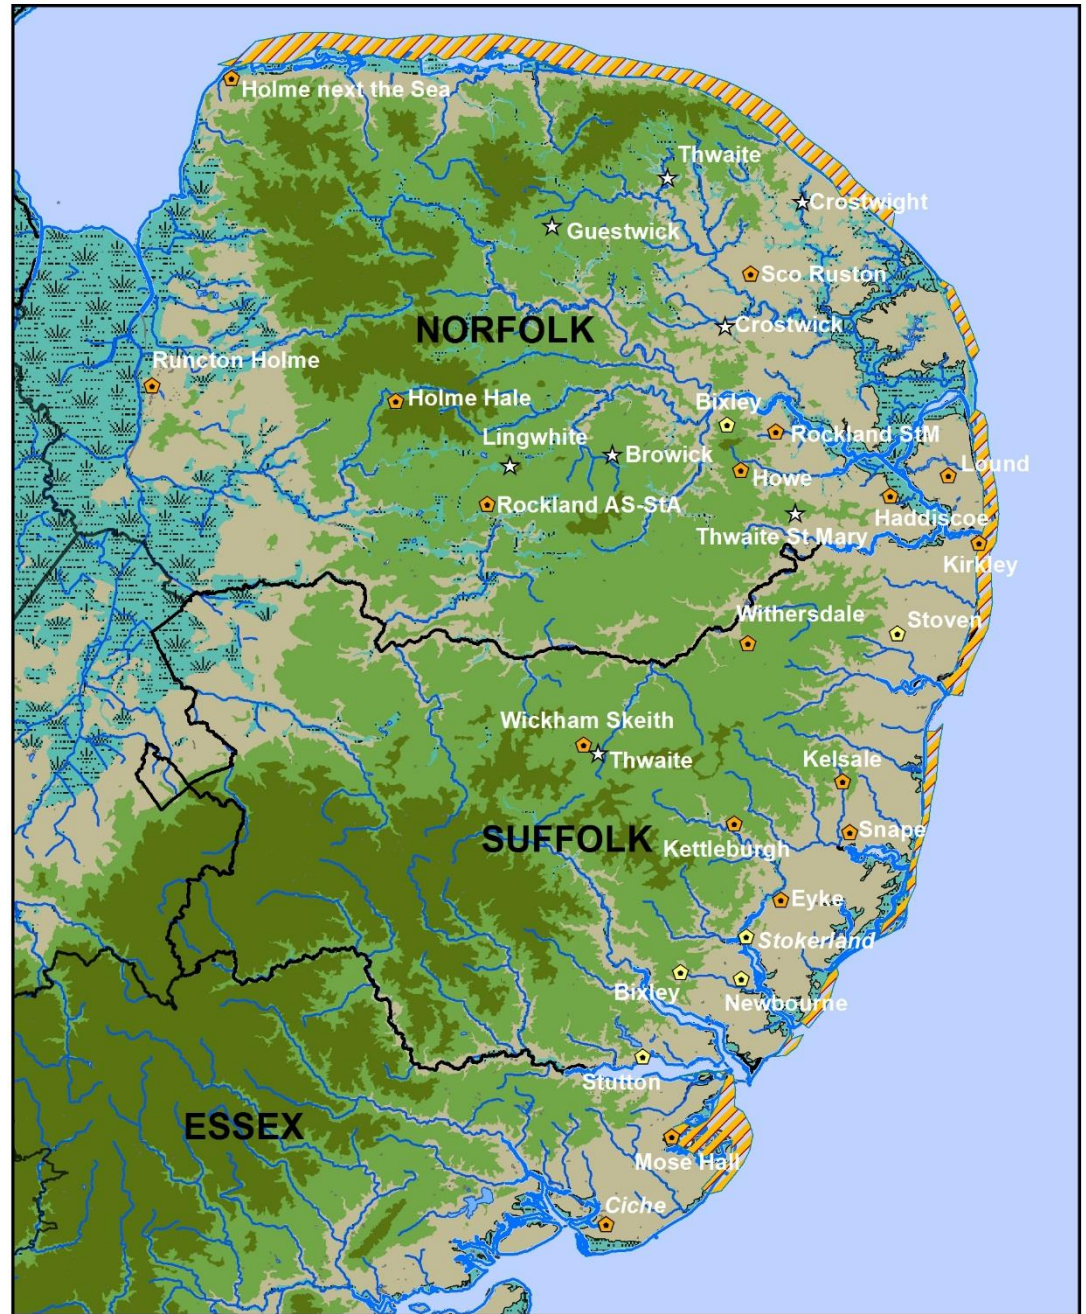 Holme next the Sea
Thwaite
Crostwight
Guestwick
Sco Ruston
Crostwick
NORFOLK
Runcton Holme
Holme Hale
Bixley
Lingwhite
Rockland StM
Browick
Lound
Howe
Rockland AS-StA
Haddiscoe
Thwaite St Mary
Kirkley
Withersdale
Stoven
Wickham Skeith
Thwaite
Kelsale
SUFFOLK
Snape
Kettleburgh
Eyke
Stokerland
Bixley
Newbourne
Stutton
ESSEX
Mose Hall
Ciche